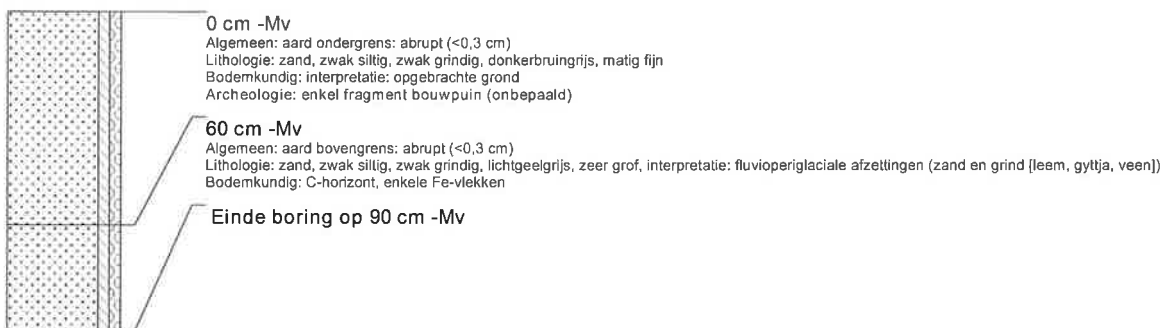 0 cm -Mv
Algemeen: aard ondergrens: abrupt (<0,3 cm)
Lithologie: zand, zwak siltig, zwak grindig, donkerbruingrijs, matig fijn
Bodemkundig: interpretatie: opgebrachte grond
Archeologie: enkel fragment bouwpuin (onbepaald)
60 cm -Mv
Algemeen: aard bovengrens: abrupt (<0,3 cm)
Lithologie: zand, zwak siltig, zwak grindig, lichtgeelgrijs, zeer grof, interpretatie: fluvioperiglaciale afzettingen (zand en grind [leem, gyttja, veen])
Bodemkundig: C-horizont, enkele Fe-vlekken
Einde boring op 90 cm -Mv